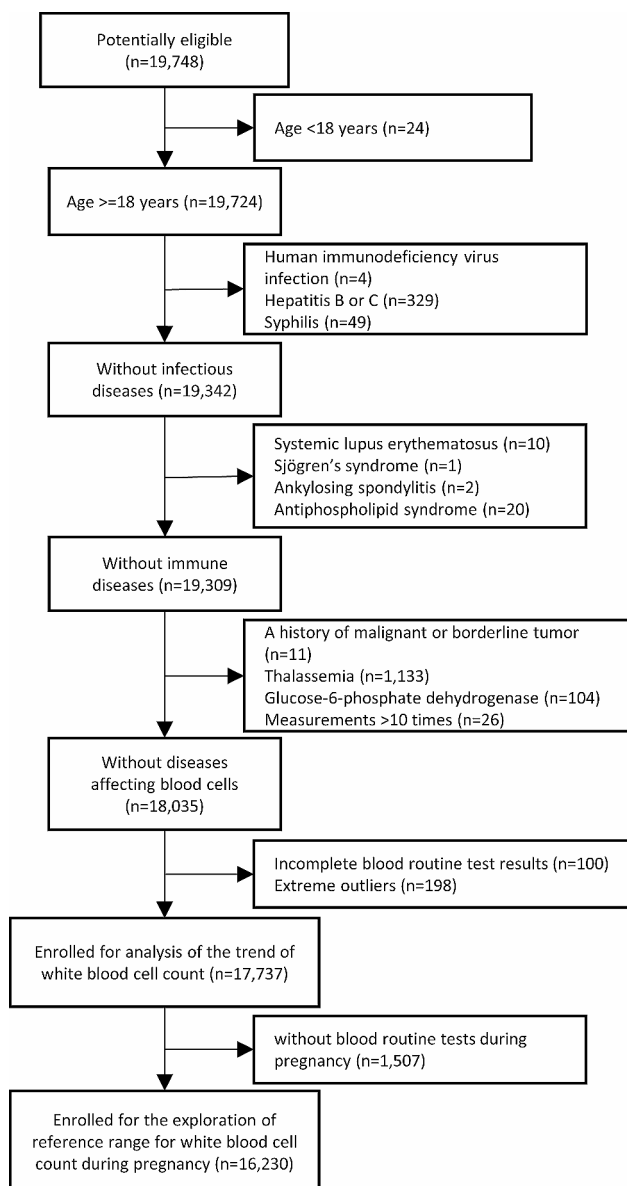 Potentially eligible
(n=19,748)
Age <18 years (n=24)
Age >=18 years (n=19,724)
Human immunodeficiency virus
infection (n=4)
Hepatitis B or C (n=329)
Syphilis (n=49)
Without infectious
diseases (n=19,342)
Systemic lupus erythematosus (n=10)
Sjögren’s syndrome (n=1)
Ankylosing spondylitis (n=2)
Antiphospholipid syndrome (n=20)
Without immune
diseases (n=19,309)
A history of malignant or borderline tumor
(n=11)
Thalassemia (n=1,133)
Glucose-6-phosphate dehydrogenase (n=104)
Measurements >10 times (n=26)
Without diseases
affecting blood cells
(n=18,035)
Incomplete blood routine test results (n=100)
Extreme outliers (n=198)
Enrolled for analysis of the trend of
white blood cell count (n=17,737)
without blood routine tests during
pregnancy (n=1,507)
Enrolled for the exploration of
reference range for white blood cell
count during pregnancy (n=16,230)